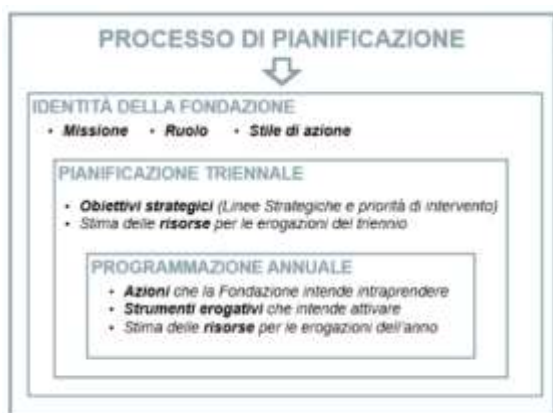 PROCESSO DI PIANIFICAZIONE
IDENTITÀ DELLA FONDAZIONE
• Missione • Ruolo • Stile di azione
PIANIFICAZIONE TRIENNALE
• Obiettivi strategici (Linee Strategiche e priorità di intervento)
• Stima delle risorse per le erogazioni del triennio
PROGRAMMAZIONE ANNUALE
• Azioni che la Fondazione intende intraprendere
• Strumenti erogativi che intende attivare
• Stima delle risorse per le erogazioni dell'anno